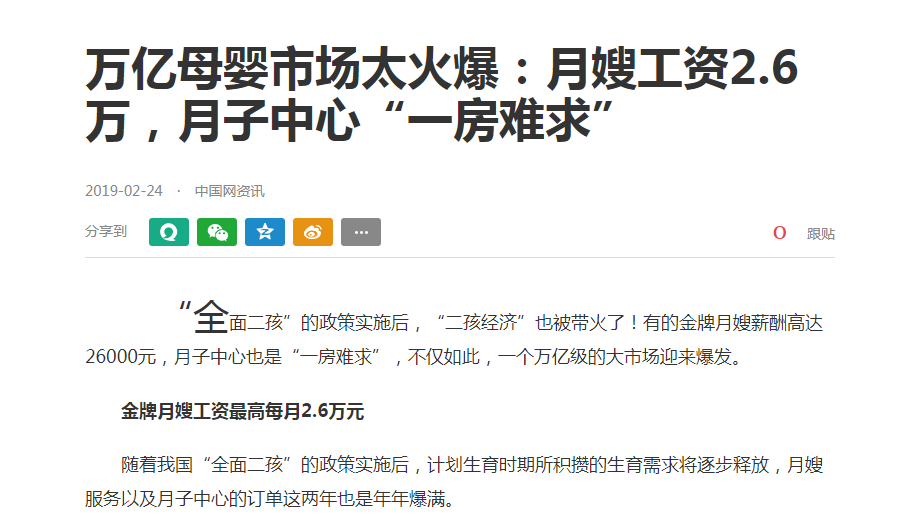 万亿母婴市场太火爆：月嫂工资2.6
万，月子中心“一房难求”
2019-02-24 · 中国网资讯
分享到 0 跟贴
“全面二孩”的政策实施后，“二孩经济”也被带火了！有的金牌月嫂薪酬高达
26000元，月子中心也是“一房难求”，不仅如此，一个万亿级的大市场迎来爆发。
金牌月嫂工资最高每月2.6万元
随着我国“全面二孩”的政策实施后，计划生育时期所积攒的生育需求将逐步释放，月嫂
服务以及月子中心的订单这两年也是年年爆满。